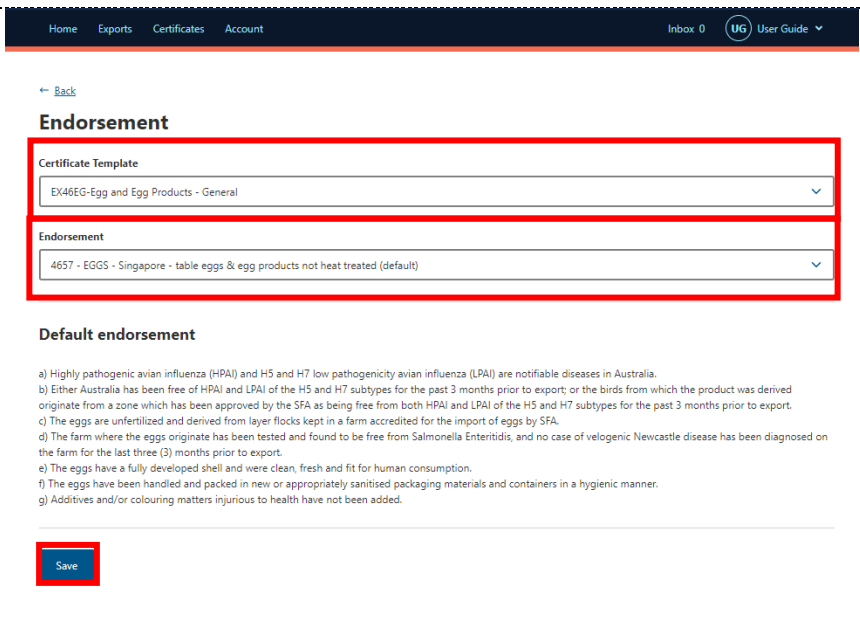 Home Exports Certificates Account Inbox 0 UG User Guide
← Back
Endorsement
Certificate Template
EX46EG-Egg and Egg Products - General
Endorsement
4657 - EGGS - Singapore - table eggs & egg products not heat treated (default)
Default endorsement
a) Highly pathogenic avian influenza (HPAI) and H5 and H7 low pathogenicity avian influenza (LPAI) are notifiable diseases in Australia.
b) Either Australia has been free of HPAI and LPAI of the H5 and H7 subtypes for the past 3 months prior to export; or the birds from which the product was derived
originate from a zone which has been approved by the SFA as being free from both HPAI and LPAI of the H5 and H7 subtypes for the past 3 months prior to export.
c) The eggs are unfertilized and derived from layer flocks kept in a farm accredited for the import of eggs by SFA.
d) The farm where the eggs originate has been tested and found to be free from Salmonella Enteritidis, and no case of velogenic Newcastle disease has been diagnosed on
the farm for the last three (3) months prior to export.
e) The eggs have a fully developed shell and were clean, fresh and fit for human consumption.
f) The eggs have been handled and packed in new or appropriately sanitised packaging materials and containers in a hygienic manner.
g) Additives and/or colouring matters injurious to health have not been added.
Save